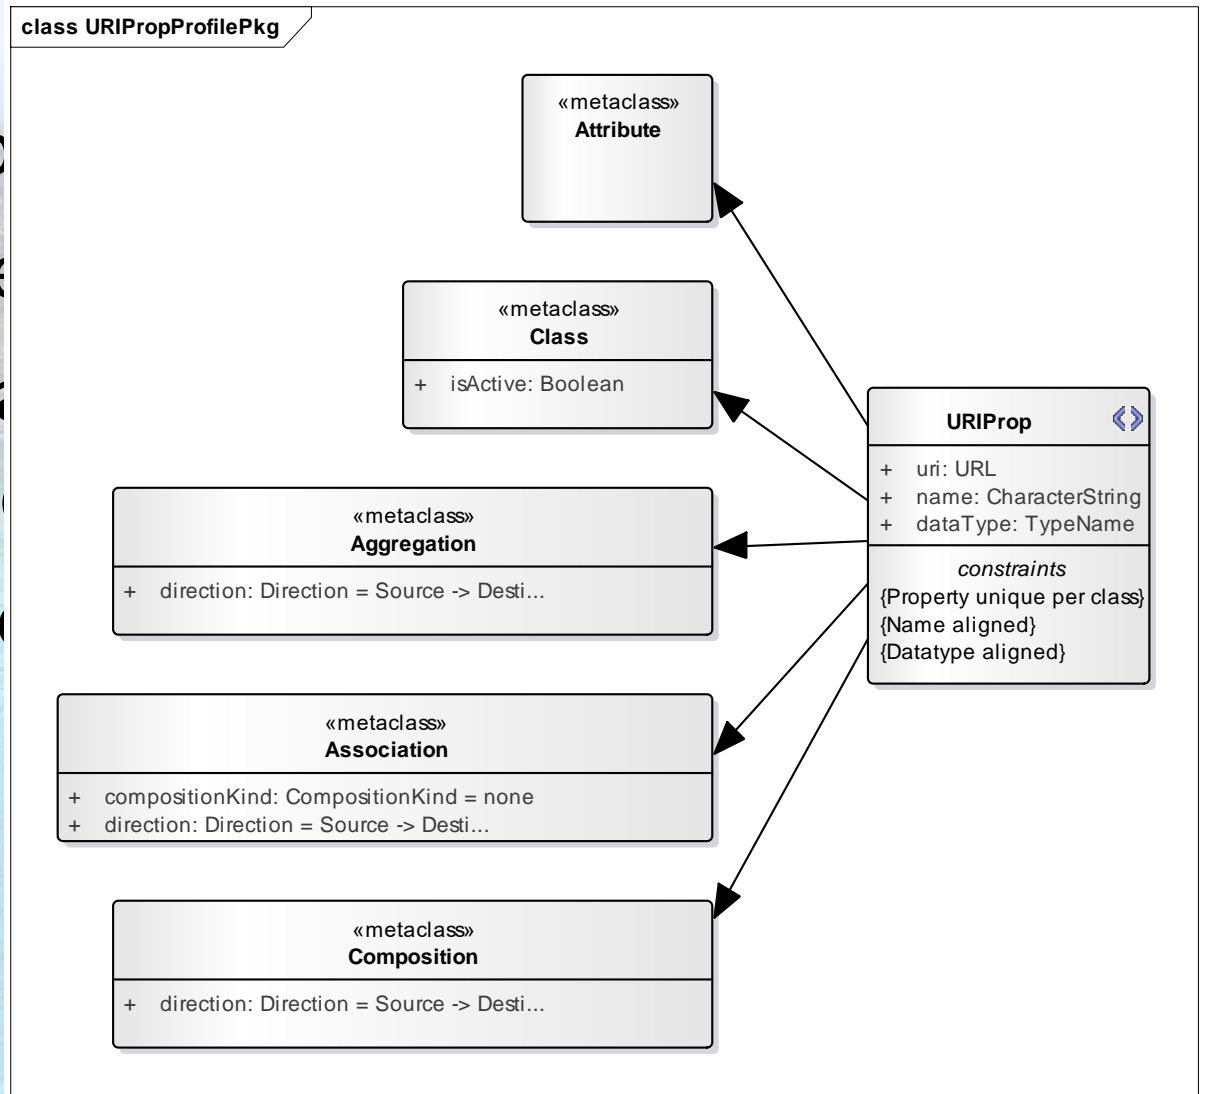 class URIPropProfilePkg
«metaclass»
Attribute
«metaclass»
Class
+ isActive: Boolean
«metaclass»
Aggregation
+ direction: Direction = Source -> Desti...
«metaclass»
Association
+ compositionKind: CompositionKind = none
+ direction: Direction = Source -> Desti...
«metaclass»
Composition
+ direction: Direction = Source -> Desti...
URIProp
+ uri: URL
+ name: CharacterString
+ dataType: TypeName
constraints
{Property unique per class}
{Name aligned}
{Datatype aligned}